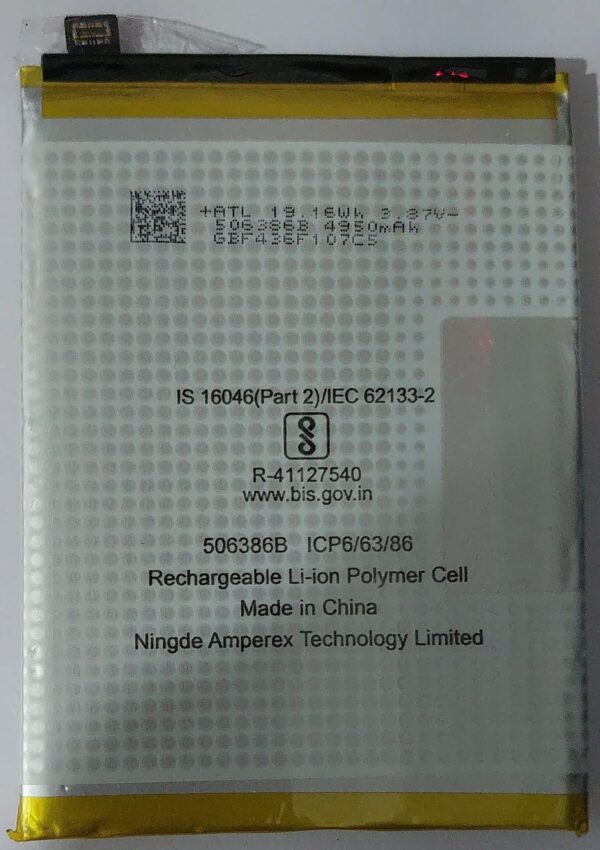 +ATL 19.16Wh 3.87V-
506386B 4950mAh
GBF436F107C5
IS 16046(Part 2)/IEC 62133-2
R-41127540
www.bis.gov.in
506386B ICP6/63/86
Rechargeable Li-ion Polymer Cell
Made in China
Ningde Amperex Technology Limited